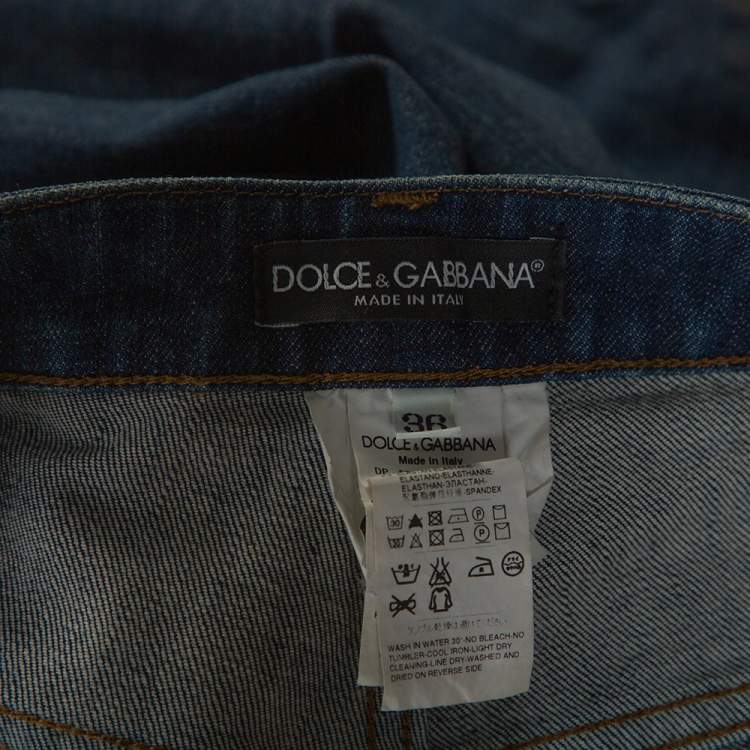 DOLCE & GABBANA®
MADE IN ITALY
36
DOLCE&GABBANA
Made in Italy
ELASTANO-ELASTHANNE-
ELASTHAN-ЭЛАСТАН-
-SPANDEX
WASH IN WATER 30°-NO BLEACH-NO
TUMBLER-COOL IRON-LIGHT DRY
CLEANING-LINE DRY-WASHED AND
DRIED ON REVERSE SIDE